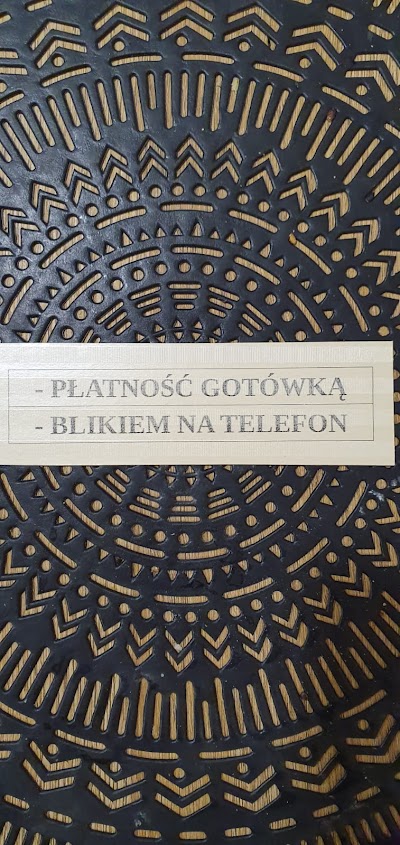 - PŁATNOŚĆ GOTÓWKĄ
- BLIKIEM NA TELEFON